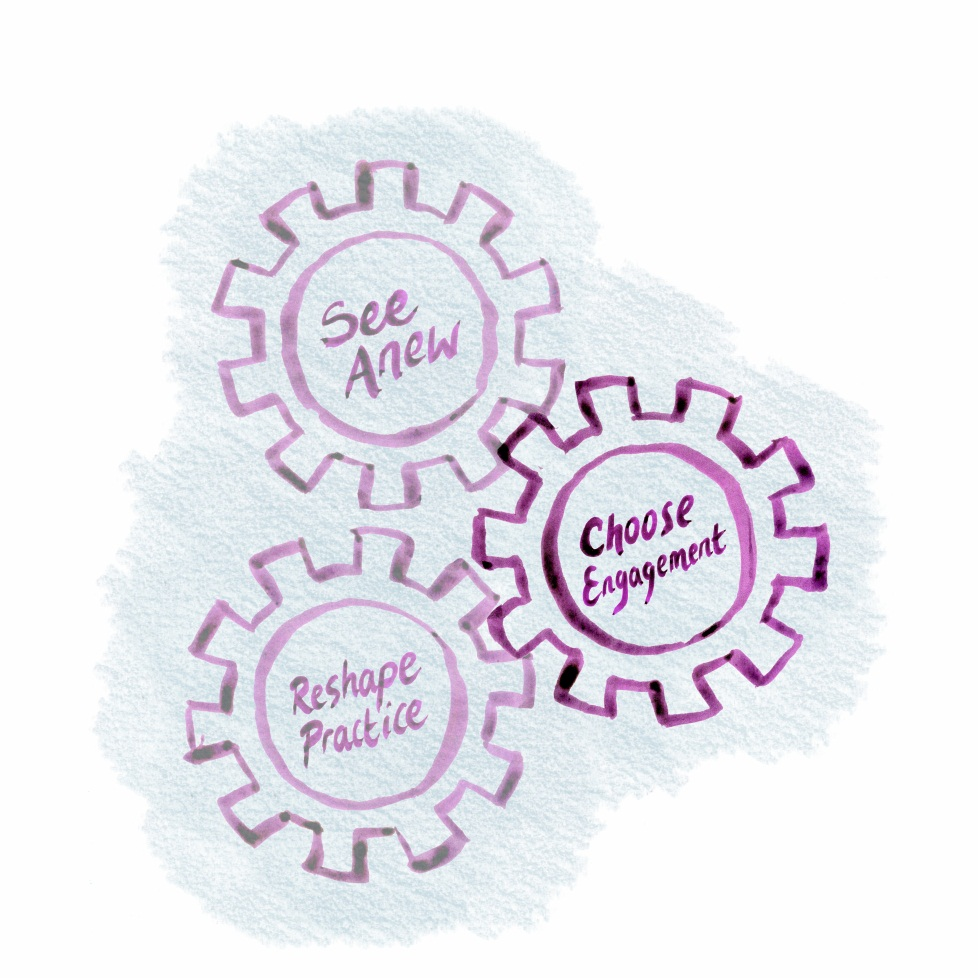 See
Anew
Choose
Engagement
Reshape
Practice